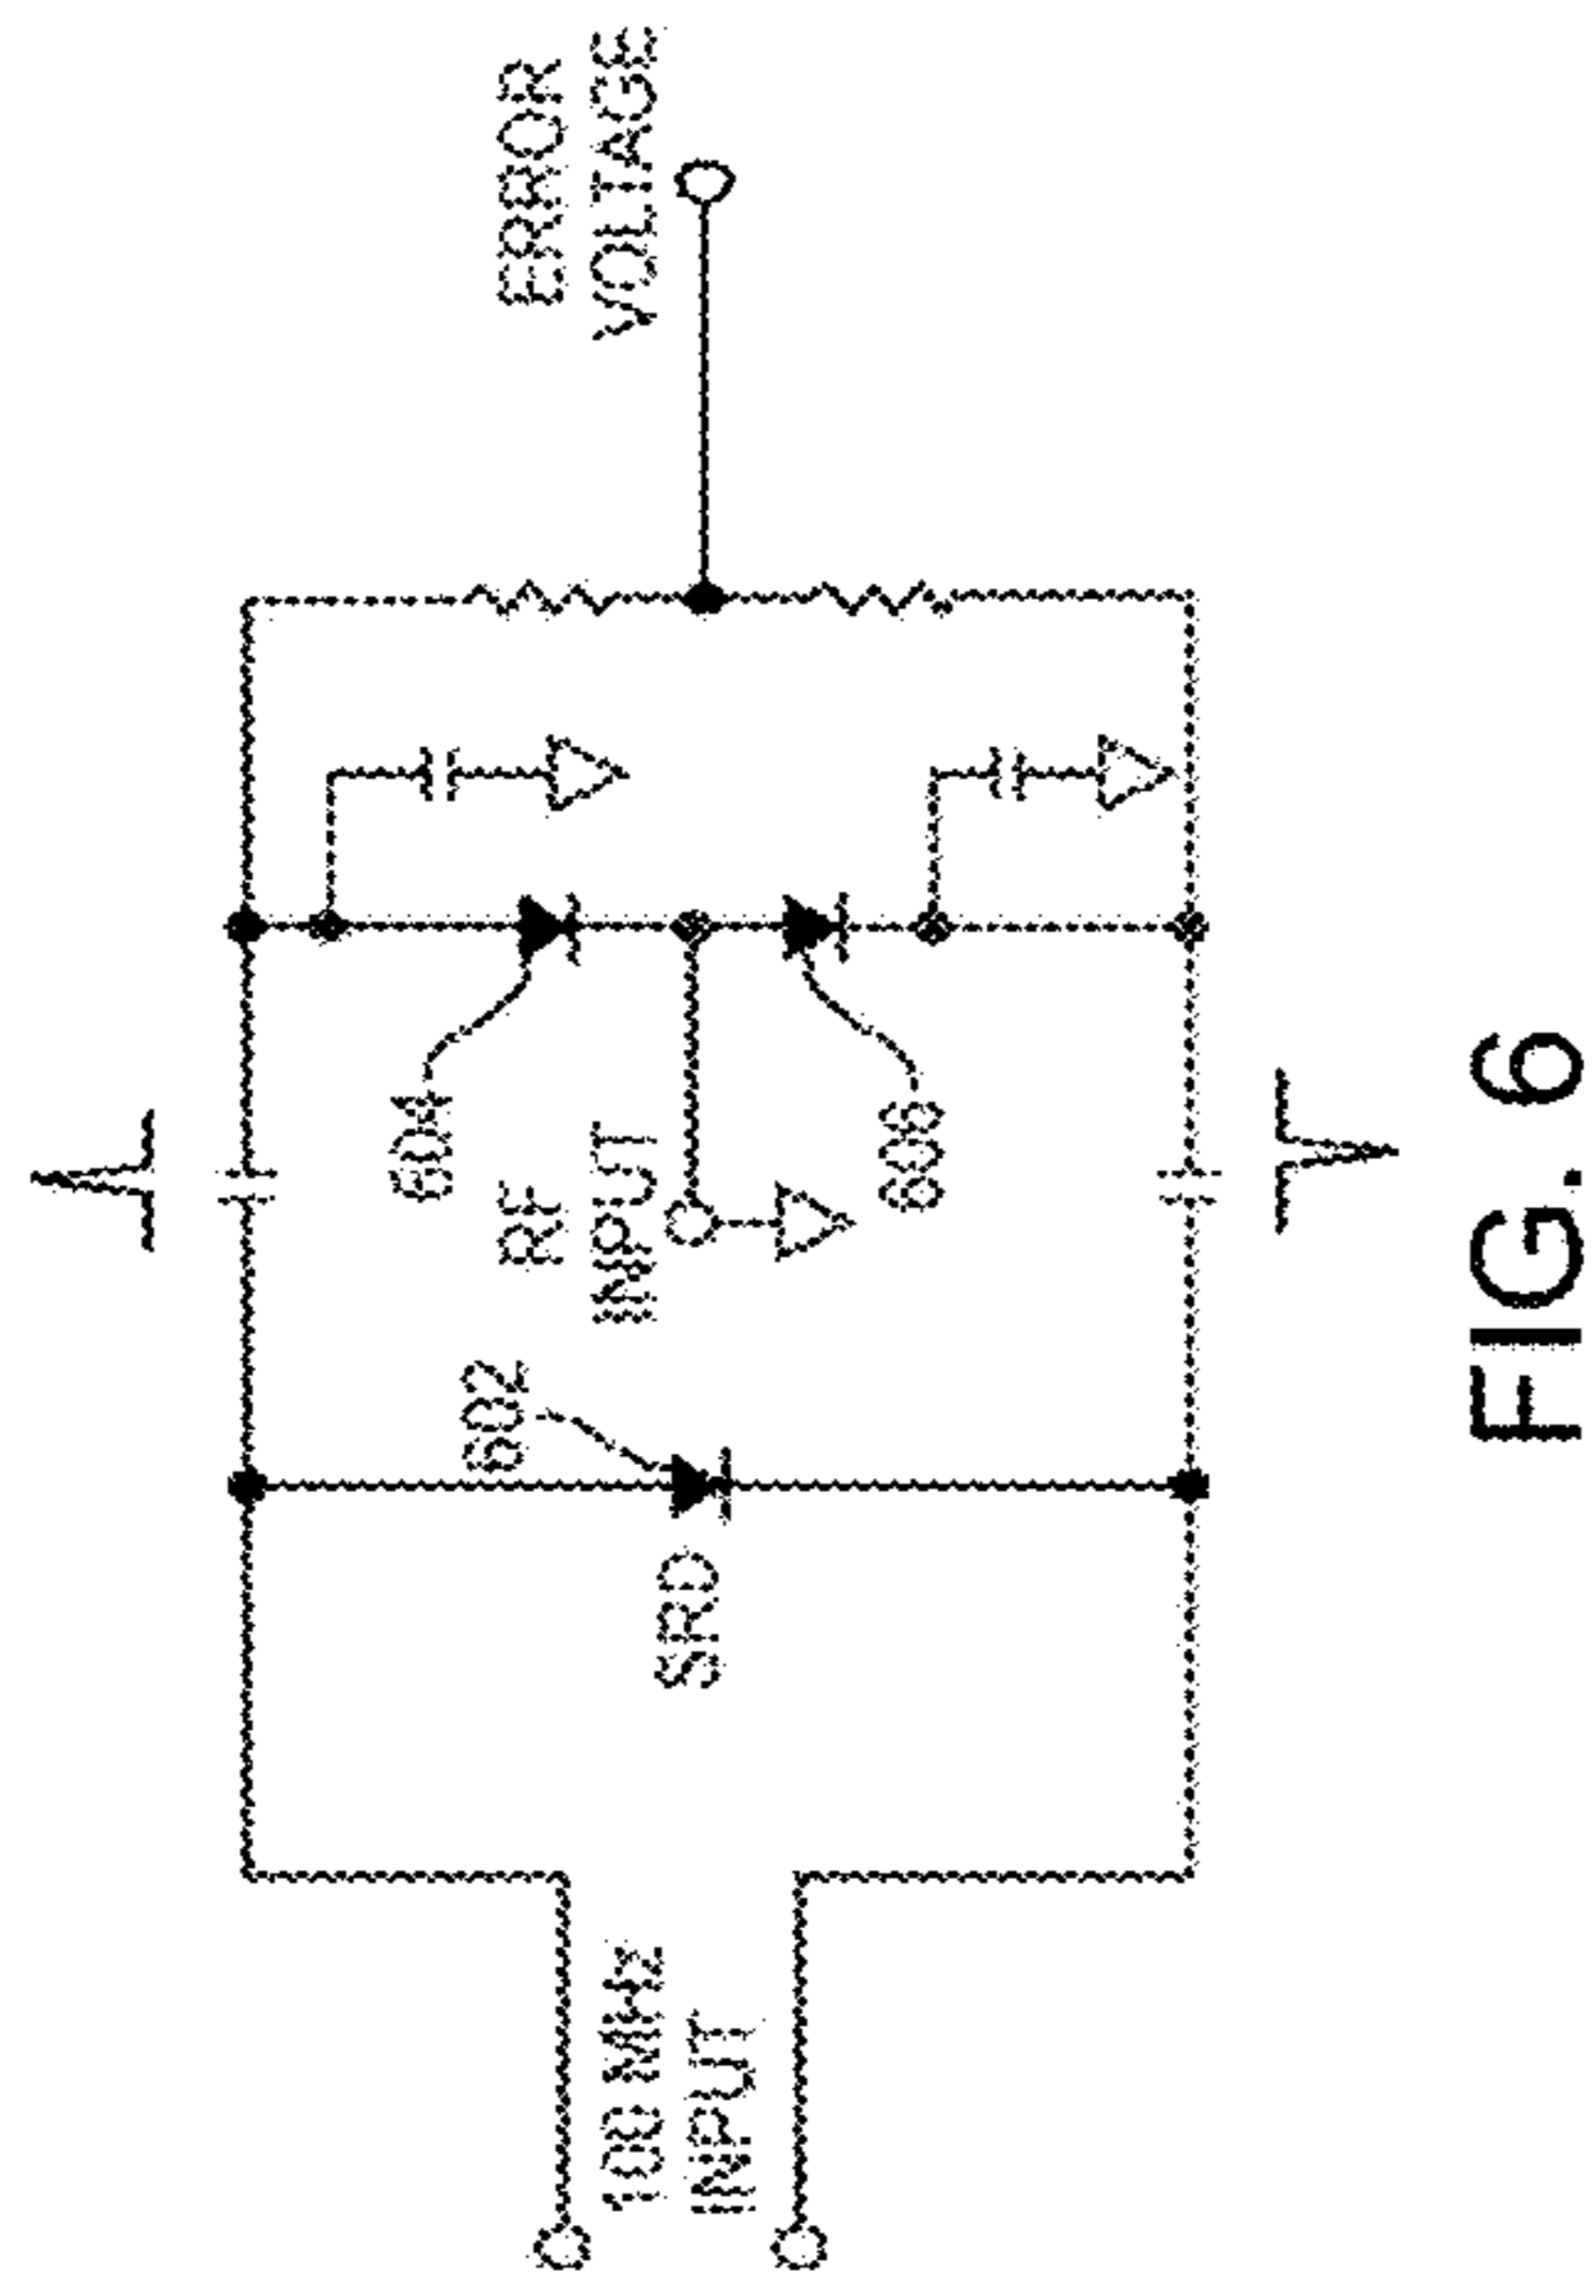 ERROR
VOLTAGE
604
RF
INPUT
606
602
SRD
100 MHz
INPUT
FIG. 6